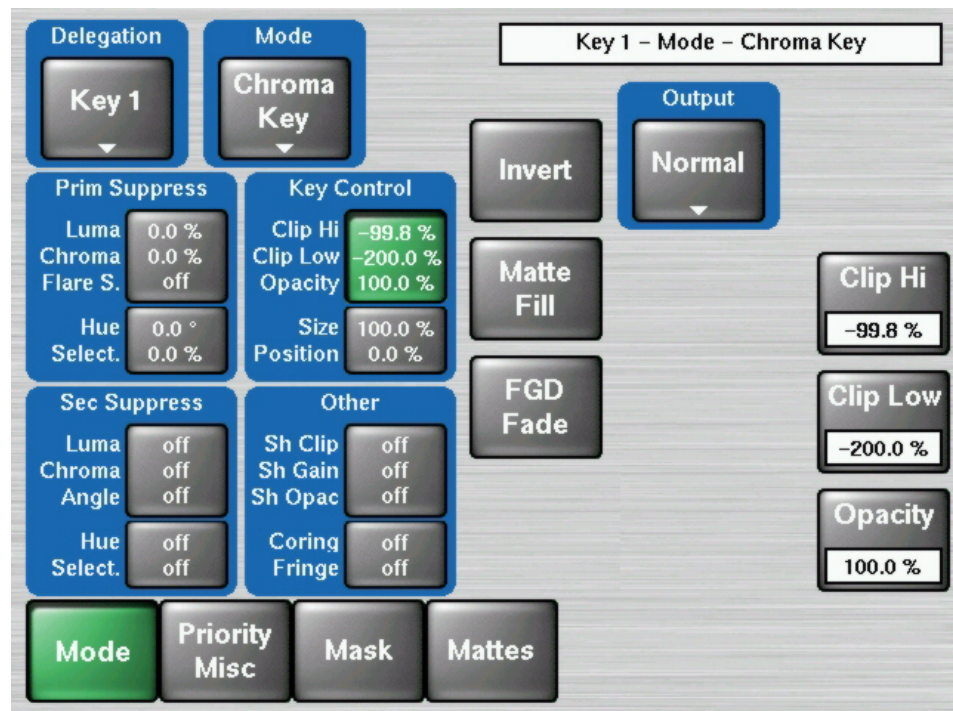 Delegation
Key 1
Mode
Chroma
Key
Key 1 – Mode – Chroma Key
Invert
Output
Normal
Prim Suppress
Luma 0.0 %
Chroma 0.0 %
Flare S. off
Hue 0.0 °
Select. 0.0 %
Key Control
Clip Hi -99.8 %
Clip Low -200.0 %
Opacity 100.0 %
Size 100.0 %
Position 0.0 %
Matte
Fill
FGD
Fade
Clip Hi
-99.8 %
Clip Low
-200.0 %
Opacity
100.0 %
Sec Suppress
Luma off
Chroma off
Angle off
Hue off
Select. off
Other
Sh Clip off
Sh Gain off
Sh Opac off
Coring off
Fringe off
Mode
Priority
Misc
Mask
Mattes